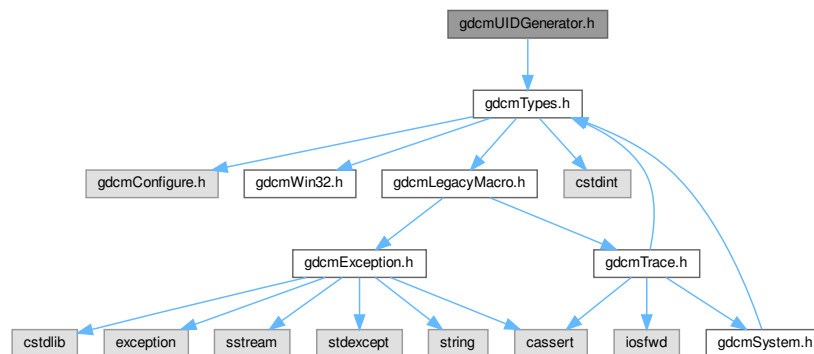 gdcmUIDGenerator.h
gdcmTypes.h
gdcmConfigure.h
gdcmWin32.h
gdcmLegacyMacro.h
cstdint
gdcmException.h
gdcmTrace.h
cstdlib
exception
sstream
stdexcept
string
cassert
iosfwd
gdcmSystem.h